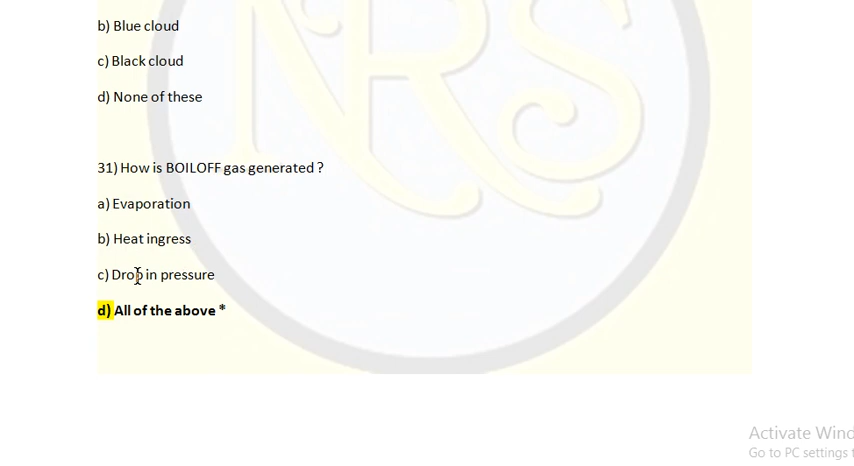 b) Blue cloud
c) Black cloud
d) None of these
31) How is BOILOFF gas generated ?
a) Evaporation
b) Heat ingress
c) Drop in pressure
d) All of the above *
NRS
Activate Wind
Go to PC settings t